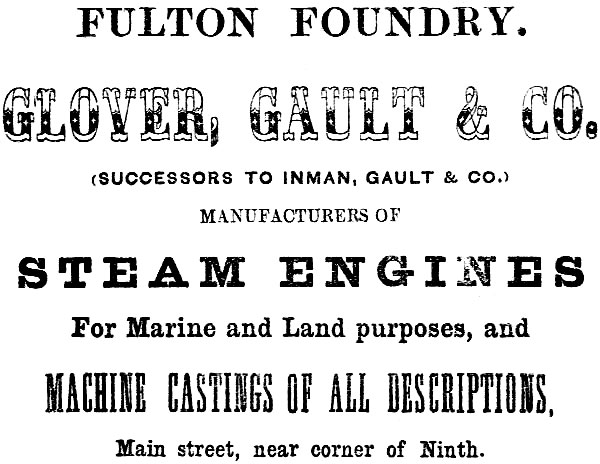 FULTON FOUNDRY.
GLOVER, GAULT & CO.
(SUCCESSORS TO INMAN, GAULT & CO.)
MANUFACTURERS OF
STEAM ENGINES
For Marine and Land purposes, and
MACHINE CASTINGS OF ALL DESCRIPTIONS,
Main street, near corner of Ninth.